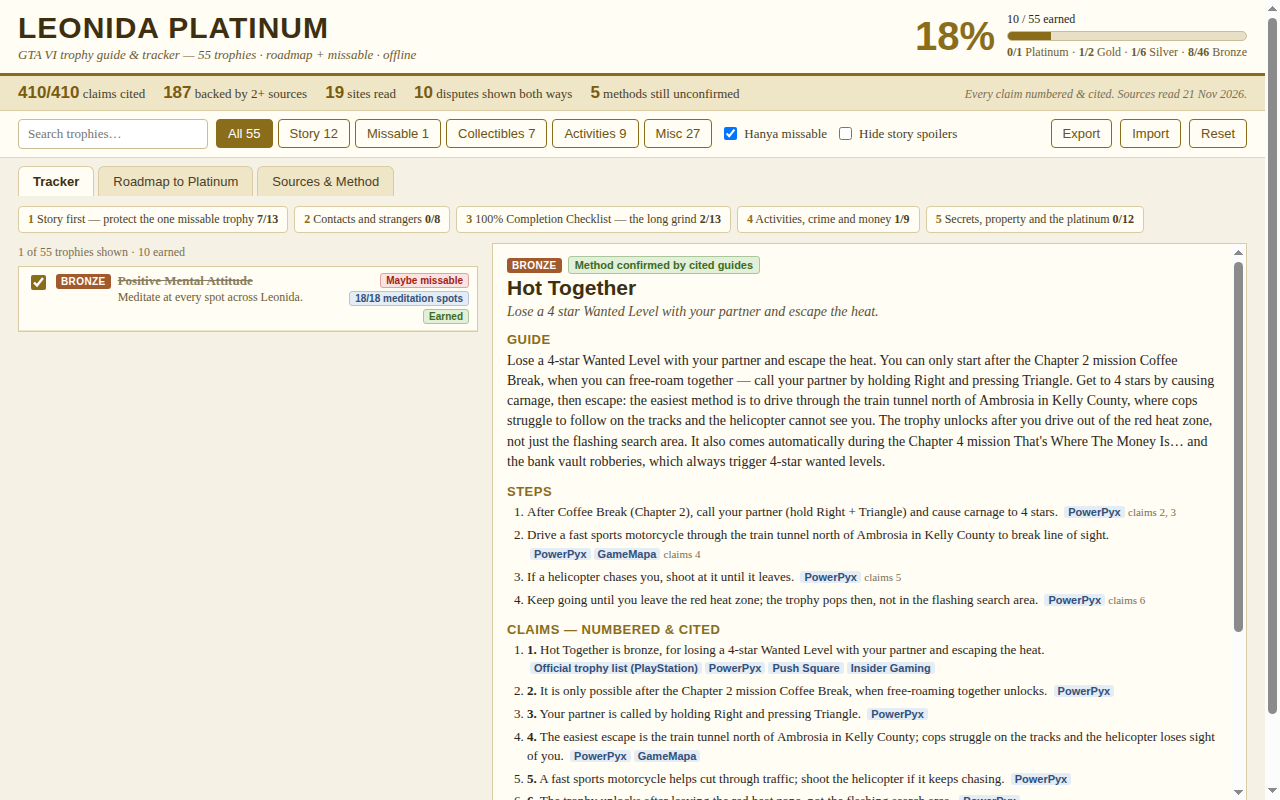 LEONIDA PLATINUM
GTA VI trophy guide & tracker — 55 trophies · roadmap + missable · offline
18%
10 / 55 earned
0/1 Platinum · 1/2 Gold · 1/6 Silver · 8/46 Bronze
410/410 claims cited 187 backed by 2+ sources 19 sites read 10 disputes shown both ways 5 methods still unconfirmed Every claim numbered & cited. Sources read 21 Nov 2026.
Search trophies… All 55 Story 12 Missable 1 Collectibles 7 Activities 9 Misc 27 Hanya missable Hide story spoilers Export Import Reset
Tracker Roadmap to Platinum Sources & Method
1 Story first — protect the one missable trophy 7/13 2 Contacts and strangers 0/8 3 100% Completion Checklist — the long grind 2/13 4 Activities, crime and money 1/9 5 Secrets, property and the platinum 0/12
1 of 55 trophies shown · 10 earned
BRONZE Positive Mental Attitude Maybe missable
Meditate at every spot across Leonida. 18/18 meditation spots
Earned
BRONZE Method confirmed by cited guides
Hot Together
Lose a 4 star Wanted Level with your partner and escape the heat.
GUIDE
Lose a 4-star Wanted Level with your partner and escape the heat. You can only start after the Chapter 2 mission Coffee
Break, when you can free-roam together — call your partner by holding Right and pressing Triangle. Get to 4 stars by causing
carnage, then escape: the easiest method is to drive through the train tunnel north of Ambrosia in Kelly County, where cops
struggle to follow on the tracks and the helicopter cannot see you. The trophy unlocks after you drive out of the red heat zone,
not just the flashing search area. It also comes automatically during the Chapter 4 mission That's Where The Money Is… and
the bank vault robberies, which always trigger 4-star wanted levels.
STEPS
1. After Coffee Break (Chapter 2), call your partner (hold Right + Triangle) and cause carnage to 4 stars. PowerPyx claims 2, 3
2. Drive a fast sports motorcycle through the train tunnel north of Ambrosia in Kelly County to break line of sight.
PowerPyx GameMapa claims 4
3. If a helicopter chases you, shoot at it until it leaves. PowerPyx claims 5
4. Keep going until you leave the red heat zone; the trophy pops then, not in the flashing search area. PowerPyx claims 6
CLAIMS — NUMBERED & CITED
1. 1. Hot Together is bronze, for losing a 4-star Wanted Level with your partner and escaping the heat.
Official trophy list (PlayStation) PowerPyx Push Square Insider Gaming
2. 2. It is only possible after the Chapter 2 mission Coffee Break, when free-roaming together unlocks. PowerPyx
3. 3. Your partner is called by holding Right and pressing Triangle. PowerPyx
4. 4. The easiest escape is the train tunnel north of Ambrosia in Kelly County; cops struggle on the tracks and the helicopter loses sight
of you. PowerPyx GameMapa
5. 5. A fast sports motorcycle helps cut through traffic; shoot the helicopter if it keeps chasing. PowerPyx
6. 6. The trophy unlocks after leaving the red heat zone, not the flashing search area. PowerPyx